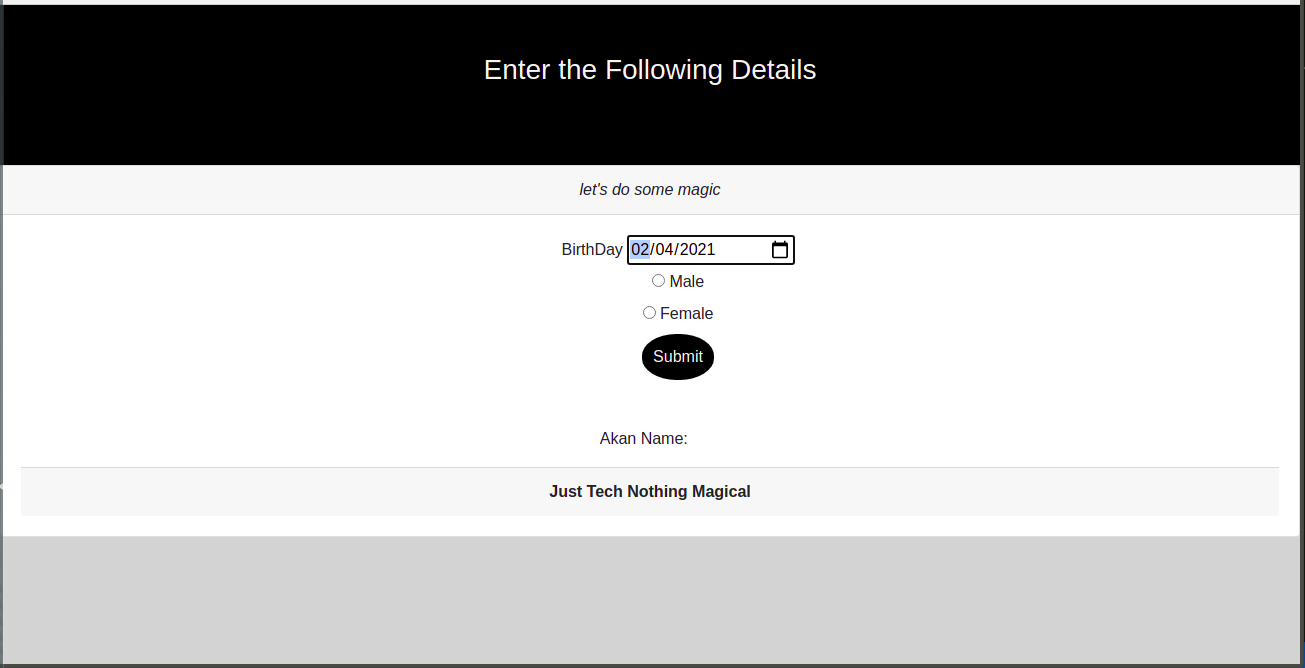 Enter the Following Details
let's do some magic
BirthDay 02/04/2021
Male
Female
Submit
Akan Name:
Just Tech Nothing Magical